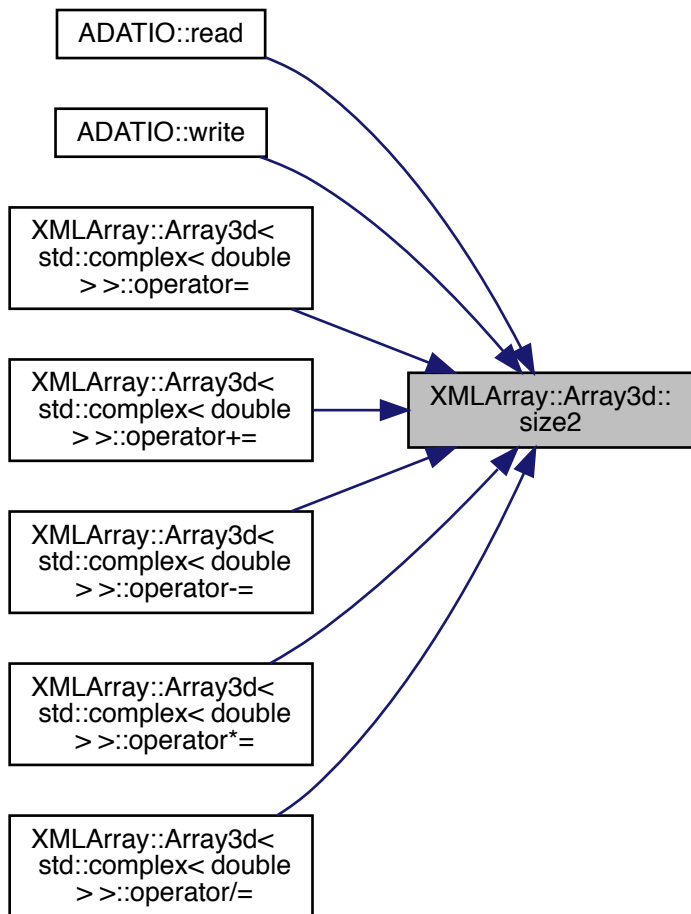 ADATIO::read
ADATIO::write
XMLArray::Array3d<
std::complex< double
> >::operator=
XMLArray::Array3d<
std::complex< double
> >::operator+=
XMLArray::Array3d::
size2
XMLArray::Array3d<
std::complex< double
> >::operator-=
XMLArray::Array3d<
std::complex< double
> >::operator*=
XMLArray::Array3d<
std::complex< double
> >::operator/=